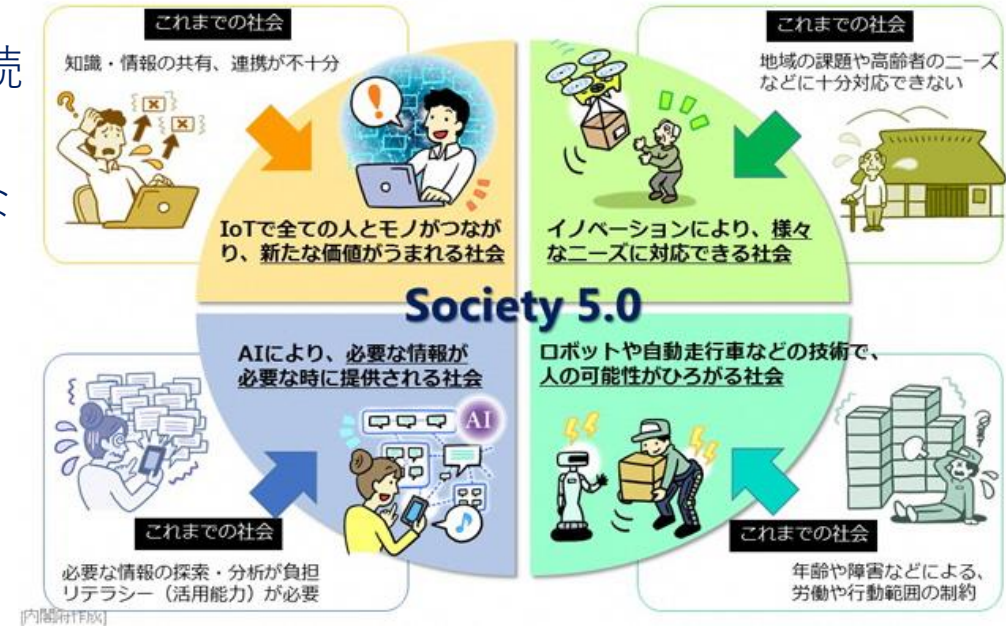 これまでの社会
知識・情報の共有、連携が不十分
IoTで全ての人とモノがつなが
り、新たな価値がうまれる社会
これまでの社会
地域の課題や高齢者のニーズ
などに十分対応できない
イノベーションにより、様々
なニーズに対応できる社会
Society 5.0
AIにより、必要な情報が
必要な時に提供される社会
AI
これまでの社会
必要な情報の探索・分析が負担
リテラシー（活用能力）が必要
ロボットや自動走行車などの技術で、
人の可能性がひろがる社会
これまでの社会
年齢や障害などによる、
労働や行動範囲の制約
[内閣府作成]